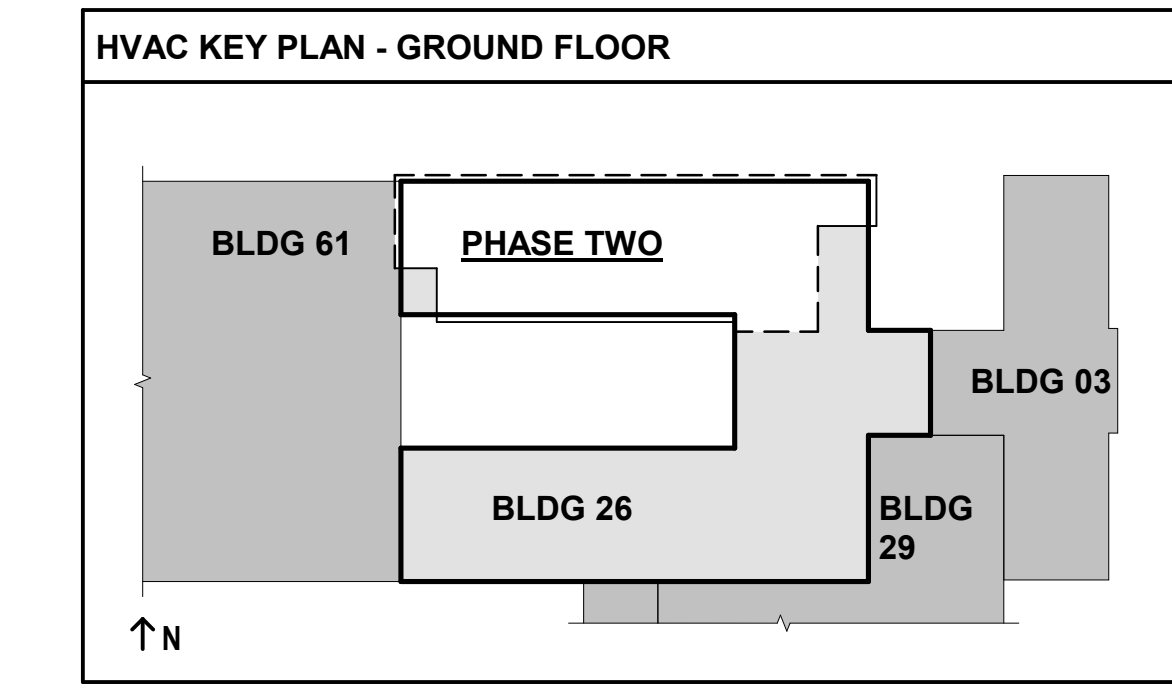 HVAC KEY PLAN - GROUND FLOOR
BLDG 61
PHASE TWO
BLDG 03
BLDG 26
BLDG
29
N